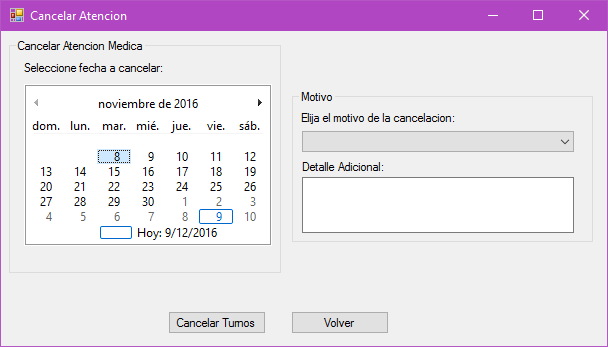 Cancelar Atencion
Cancelar Atencion Medica
Seleccione fecha a cancelar:
noviembre de 2016
dom. lun. mar. mié. jue. vie. sáb.
8 9 10 11 12
13 14 15 16 17 18 19
20 21 22 23 24 25 26
27 28 29 30 1 2 3
4 5 6 7 8 9 10
Hoy: 9/12/2016
Motivo
Elija el motivo de la cancelacion:
Detalle Adicional:
Cancelar Turnos
Volver